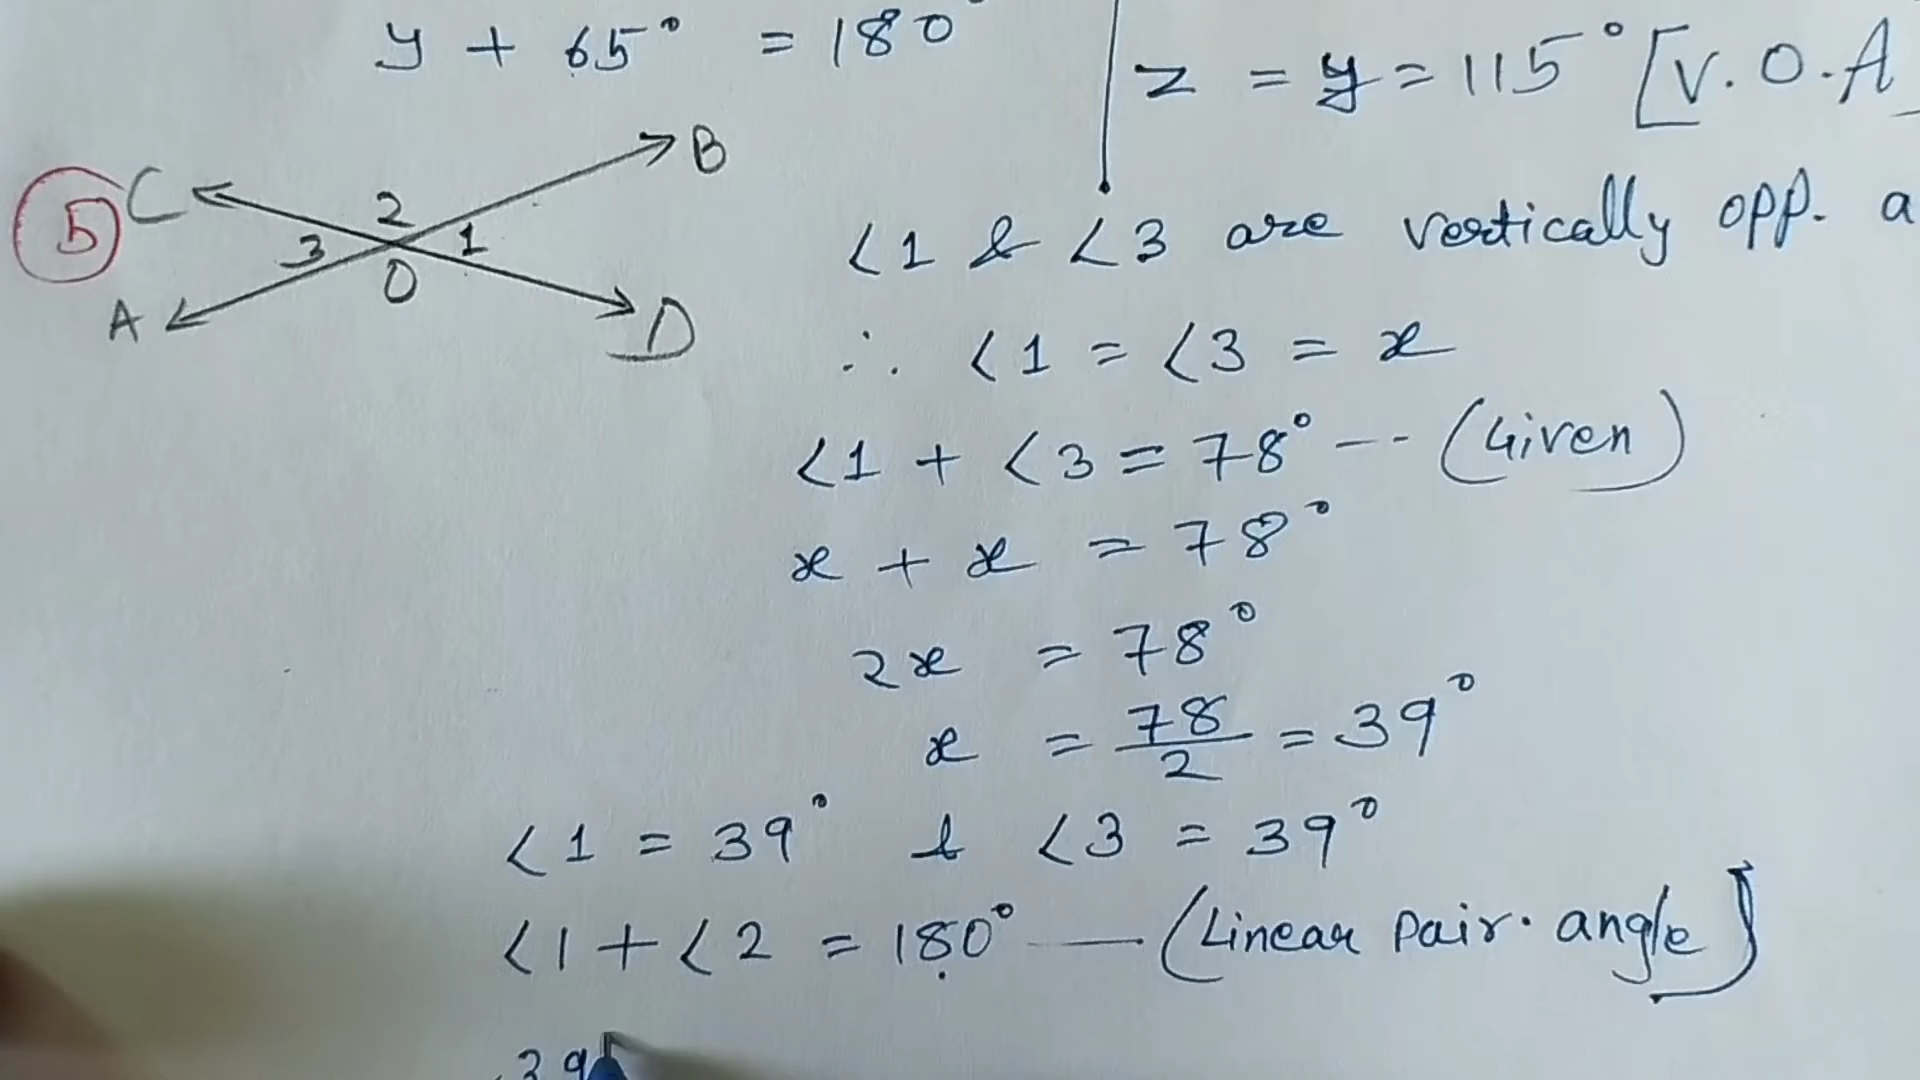 y + 65° = 180°
z = y = 115° [V.O.A
5
C
B
2
3
1
O
A
D
∠1 & ∠3 are vertically opp. a
∴ ∠1 = ∠3 = x
∠1 + ∠3 = 78° --- (Given)
x + x = 78°
2x = 78°
x = 78/2 = 39°
∠1 = 39° & ∠3 = 39°
∠1 + ∠2 = 180° — (Linear pair. angle]
39